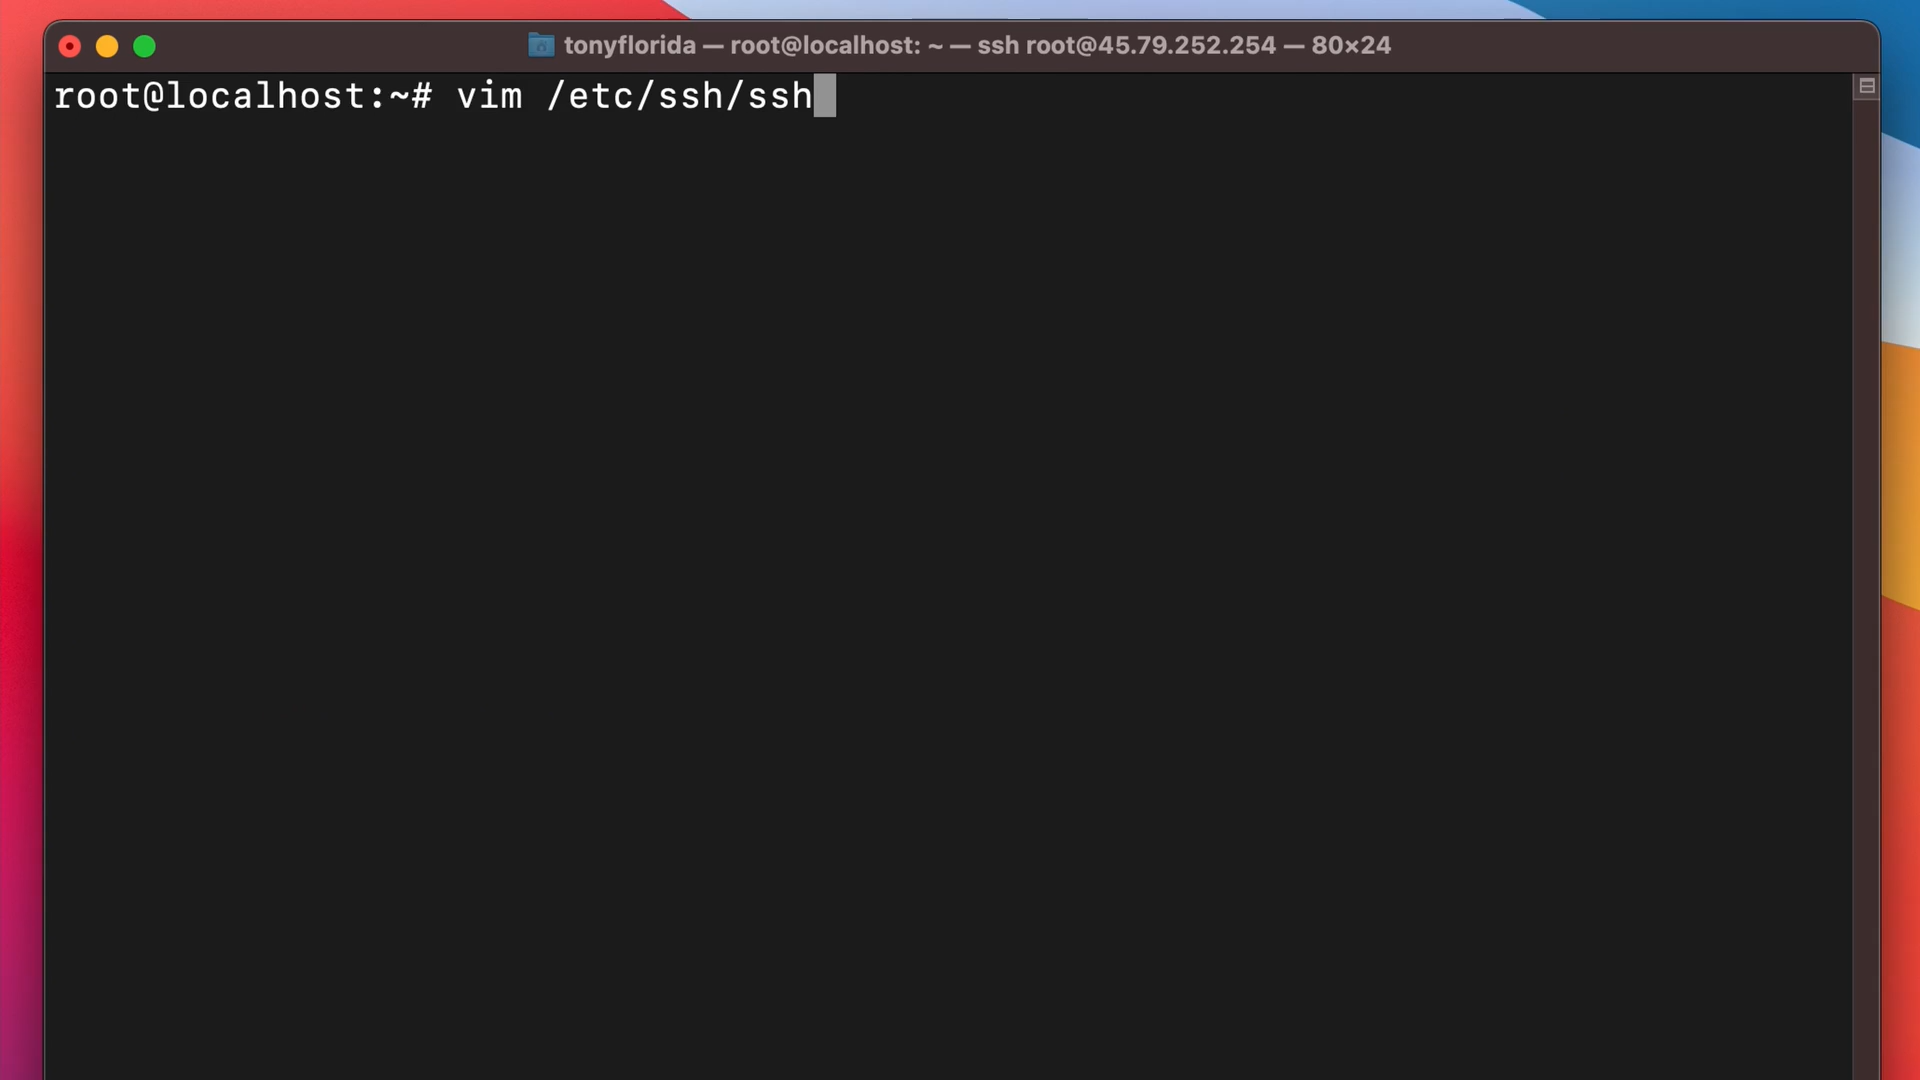 tonyflorida — root@localhost: ~ — ssh root@45.79.252.254 — 80×24
root@localhost:~# vim /etc/ssh/ssh